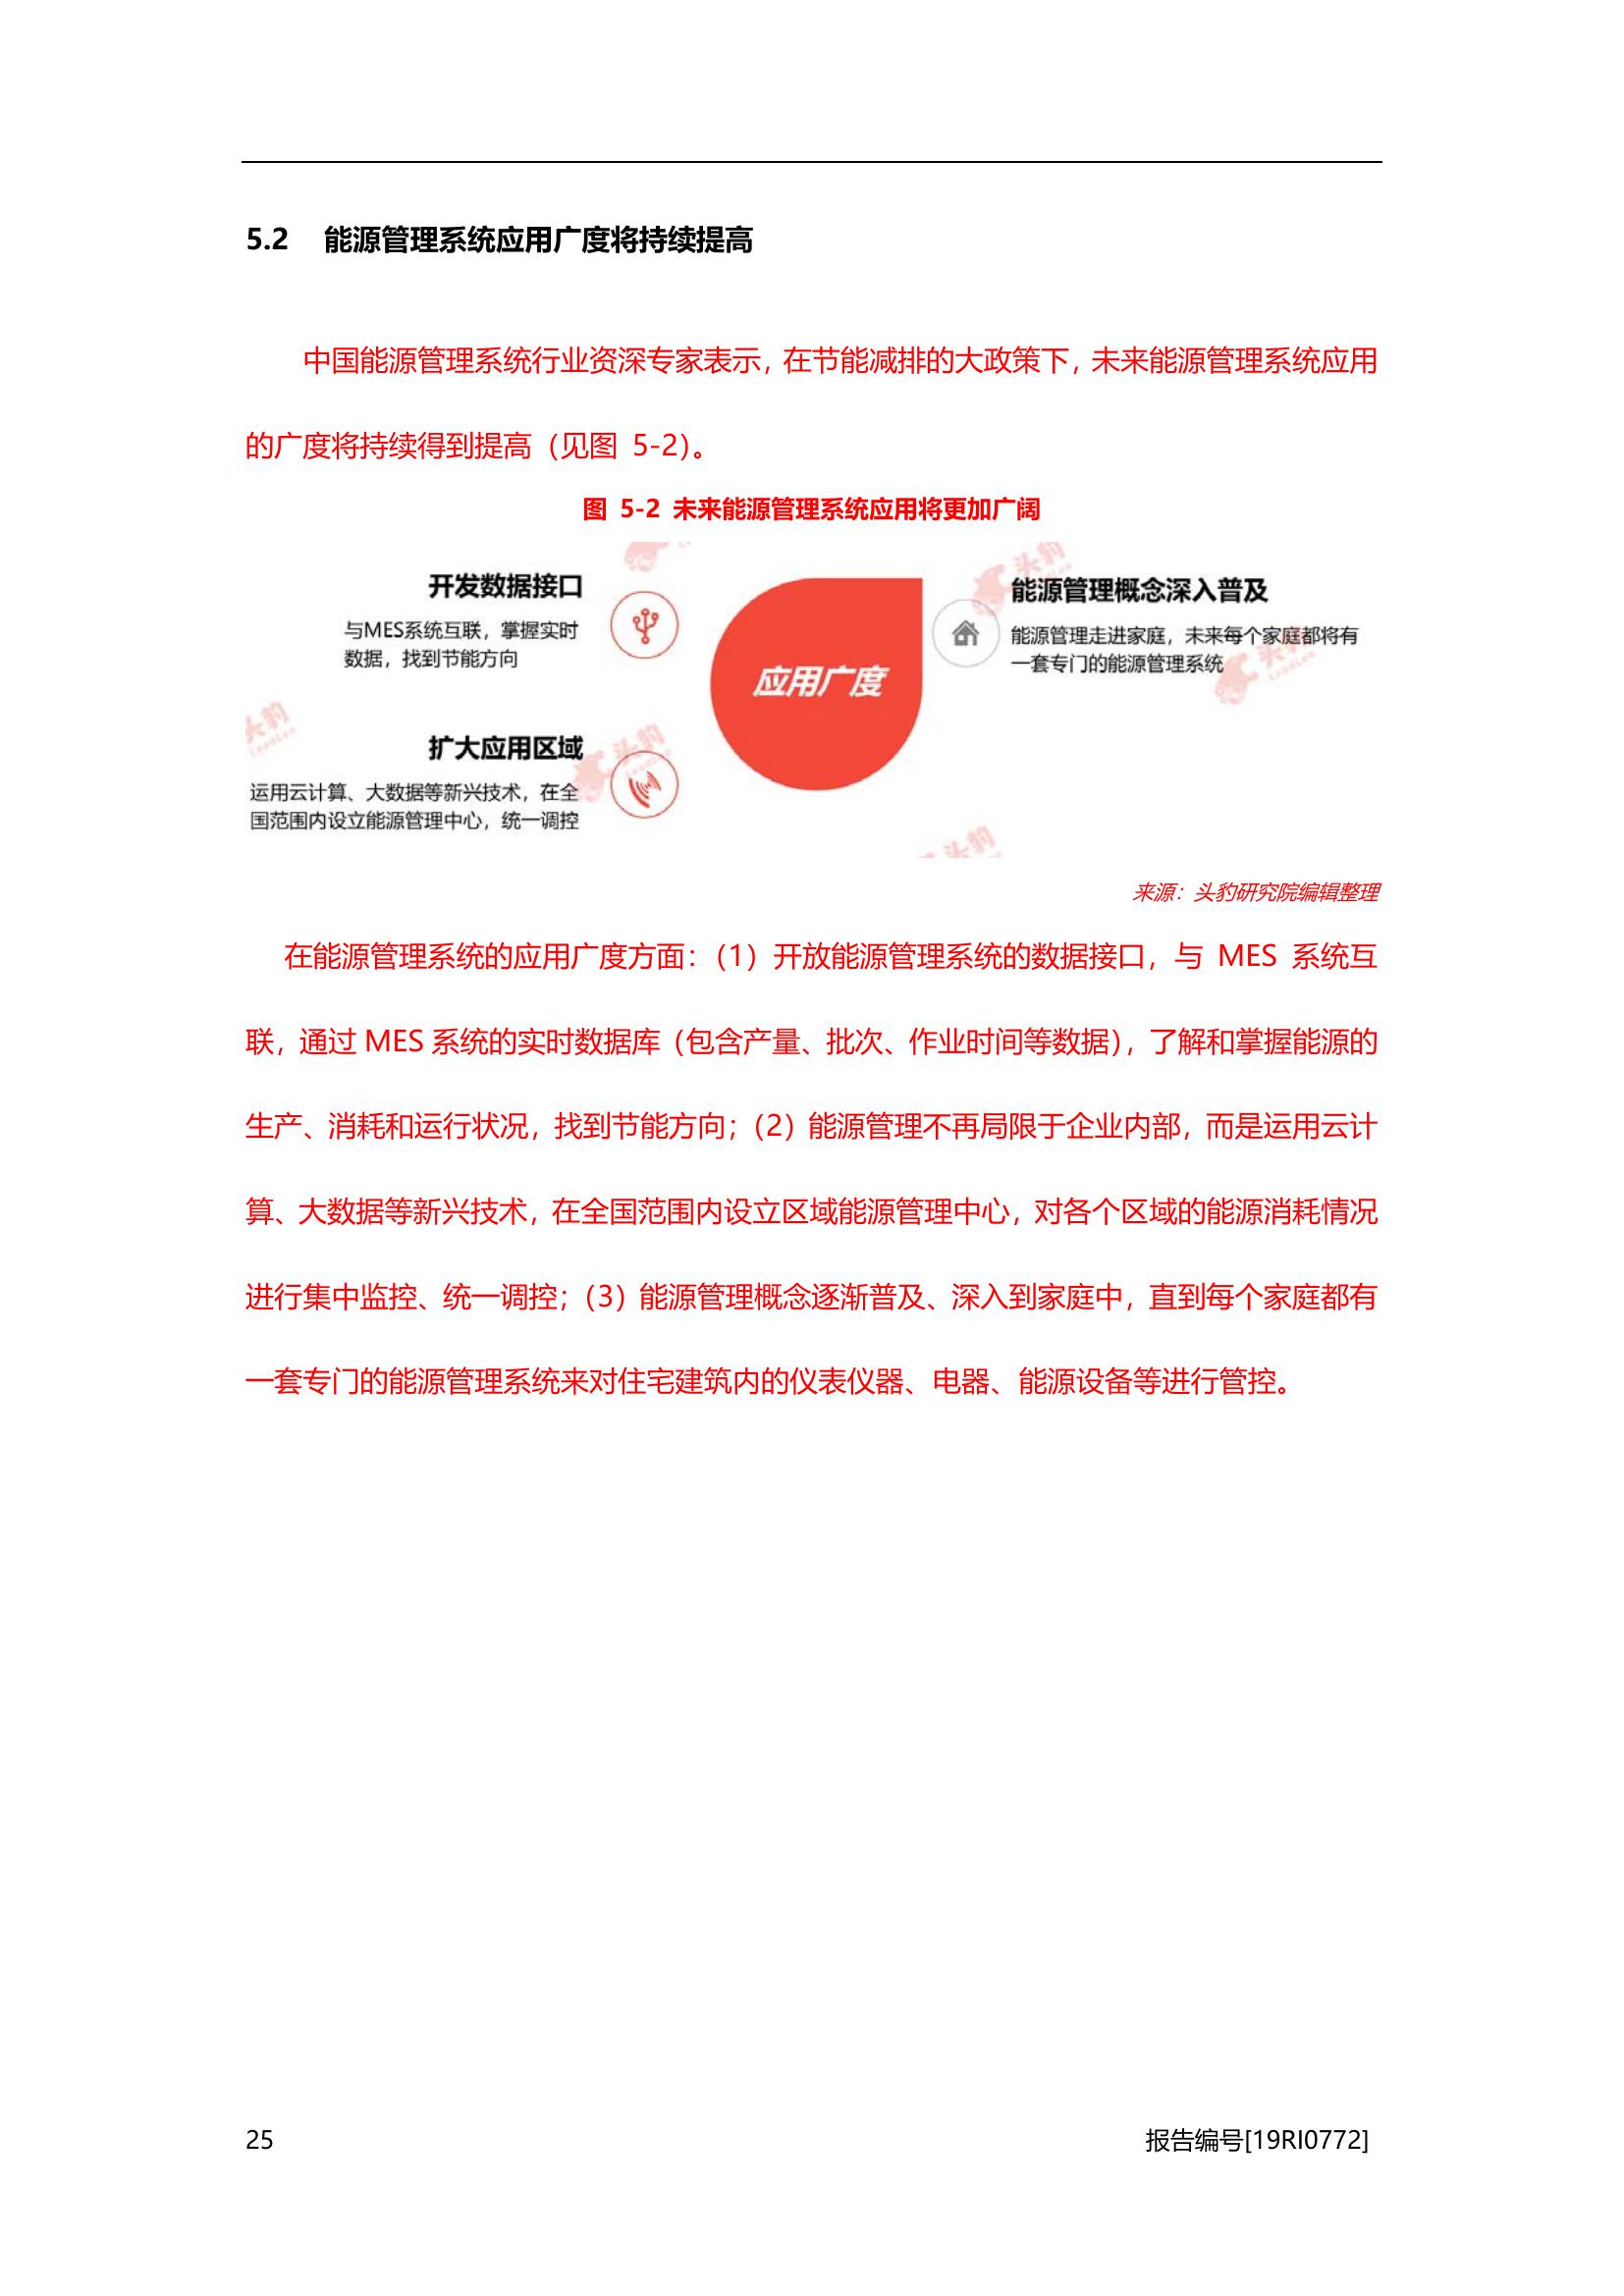 5.2 能源管理系统应用广度将持续提高
中国能源管理系统行业资深专家表示，在节能减排的大政策下，未来能源管理系统应用
的广度将持续得到提高（见图 5-2）。
图 5-2 未来能源管理系统应用将更加广阔
开发数据接口
与MES系统互联，掌握实时
数据，找到节能方向
扩大应用区域
运用云计算、大数据等新兴技术，在全
国范围内设立能源管理中心，统一调控
应用广度
能源管理概念深入普及
能源管理走进家庭，未来每个家庭都将有
一套专门的能源管理系统
头豹
LeadLeo
头豹
LeadLeo
头豹
LeadLeo
头豹
LeadLeo
头豹
来源：头豹研究院编辑整理
在能源管理系统的应用广度方面：（1）开放能源管理系统的数据接口，与 MES 系统互
联，通过 MES 系统的实时数据库（包含产量、批次、作业时间等数据），了解和掌握能源的
生产、消耗和运行状况，找到节能方向；（2）能源管理不再局限于企业内部，而是运用云计
算、大数据等新兴技术，在全国范围内设立区域能源管理中心，对各个区域的能源消耗情况
进行集中监控、统一调控；（3）能源管理概念逐渐普及、深入到家庭中，直到每个家庭都有
一套专门的能源管理系统来对住宅建筑内的仪表仪器、电器、能源设备等进行管控。
25
报告编号[19RI0772]